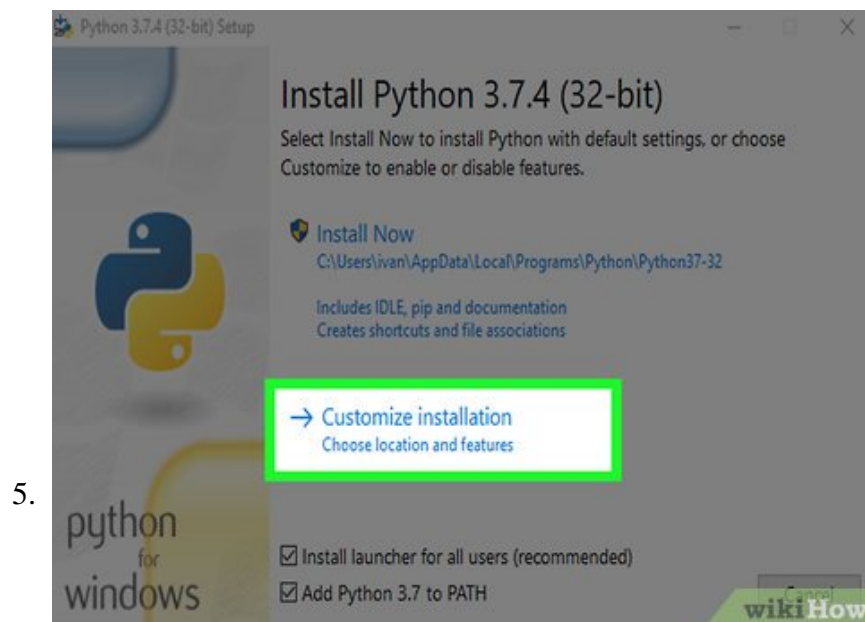 Python 3.7.4 (32-bit) Setup
Install Python 3.7.4 (32-bit)
Select Install Now to install Python with default settings, or choose
Customize to enable or disable features.
Install Now
C:\Users\ivan\AppData\Local\Programs\Python\Python37-32
Includes IDLE, pip and documentation
Creates shortcuts and file associations
→ Customize installation
Choose location and features
5.
python
for
windows
Install launcher for all users (recommended)
Add Python 3.7 to PATH
Cancel
wikiHow